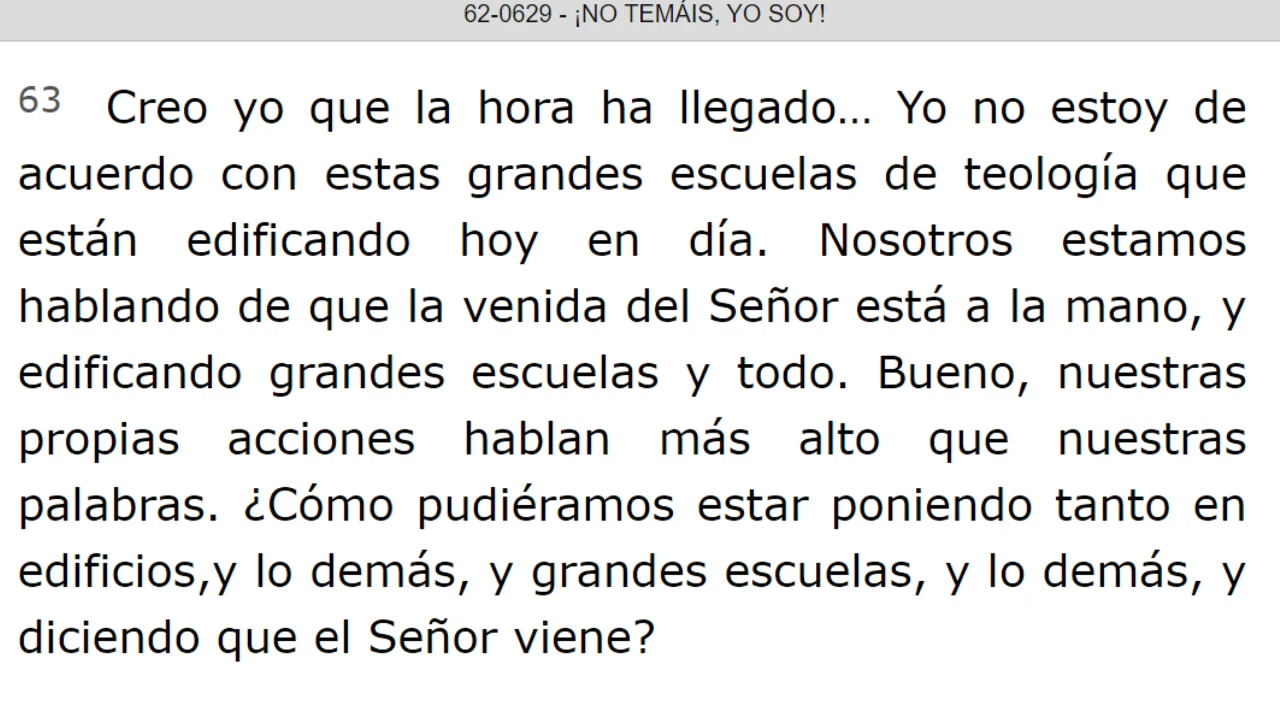 62-0629 - ¡NO TEMÁIS, YO SOY!
63 Creo yo que la hora ha llegado... Yo no estoy de
acuerdo con estas grandes escuelas de teología que
están edificando hoy en día. Nosotros estamos
hablando de que la venida del Señor está a la mano, y
edificando grandes escuelas y todo. Bueno, nuestras
propias acciones hablan más alto que nuestras
palabras. ¿Cómo pudiéramos estar poniendo tanto en
edificios,y lo demás, y grandes escuelas, y lo demás, y
diciendo que el Señor viene?